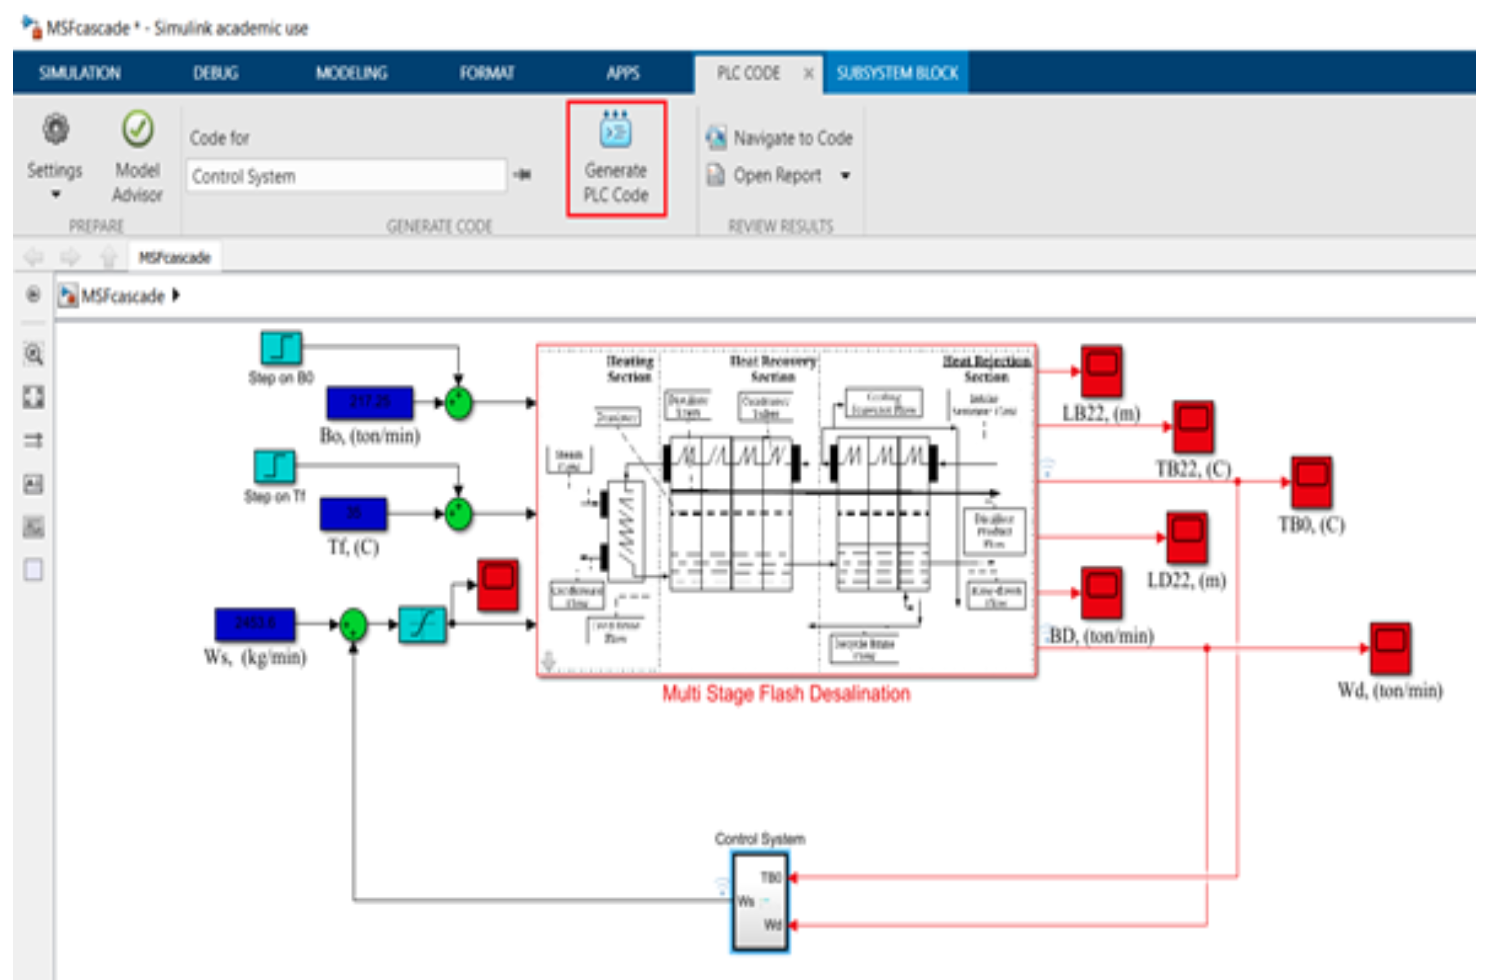 MSFcascade * - Simulink academic use
SIMULATION
DEBUG
MODELING
FORMAT
APPS
PLC CODE ×
SUBSYSTEM BLOCK
Settings
Model
Advisor
PREPARE
Code for
Control System
GENERATE CODE
Generate
PLC Code
Navigate to Code
Open Report
REVIEW RESULTS
MSFcascade
MSFcascade
Step on B0
217.25
Bo, (ton/min)
Step on Tf
35
Tf, (C)
2453.6
Ws, (kg/min)
Heating
Section
Heat Recovery
Section
Heat Rejection
Section
Multi Stage Flash Desalination
LB22, (m)
TB22, (C)
TB0, (C)
LD22, (m)
BD, (ton/min)
Wd, (ton/min)
Control System
TB0
Ws
Wd